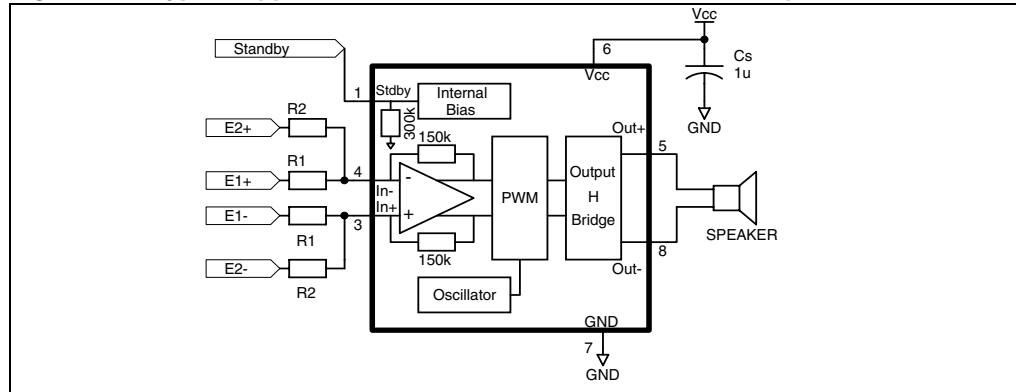 Vcc
Standby
6
Cs
1u
Vcc
1
Stdby
Internal
Bias
300k
GND
R2
E2+
150k
Out+
5
R1
E1+
4
-
In-
PWM
Output
H
Bridge
In+
+
E1-
3
R1
SPEAKER
150k
8
E2-
R2
Out-
Oscillator
GND
7
GND